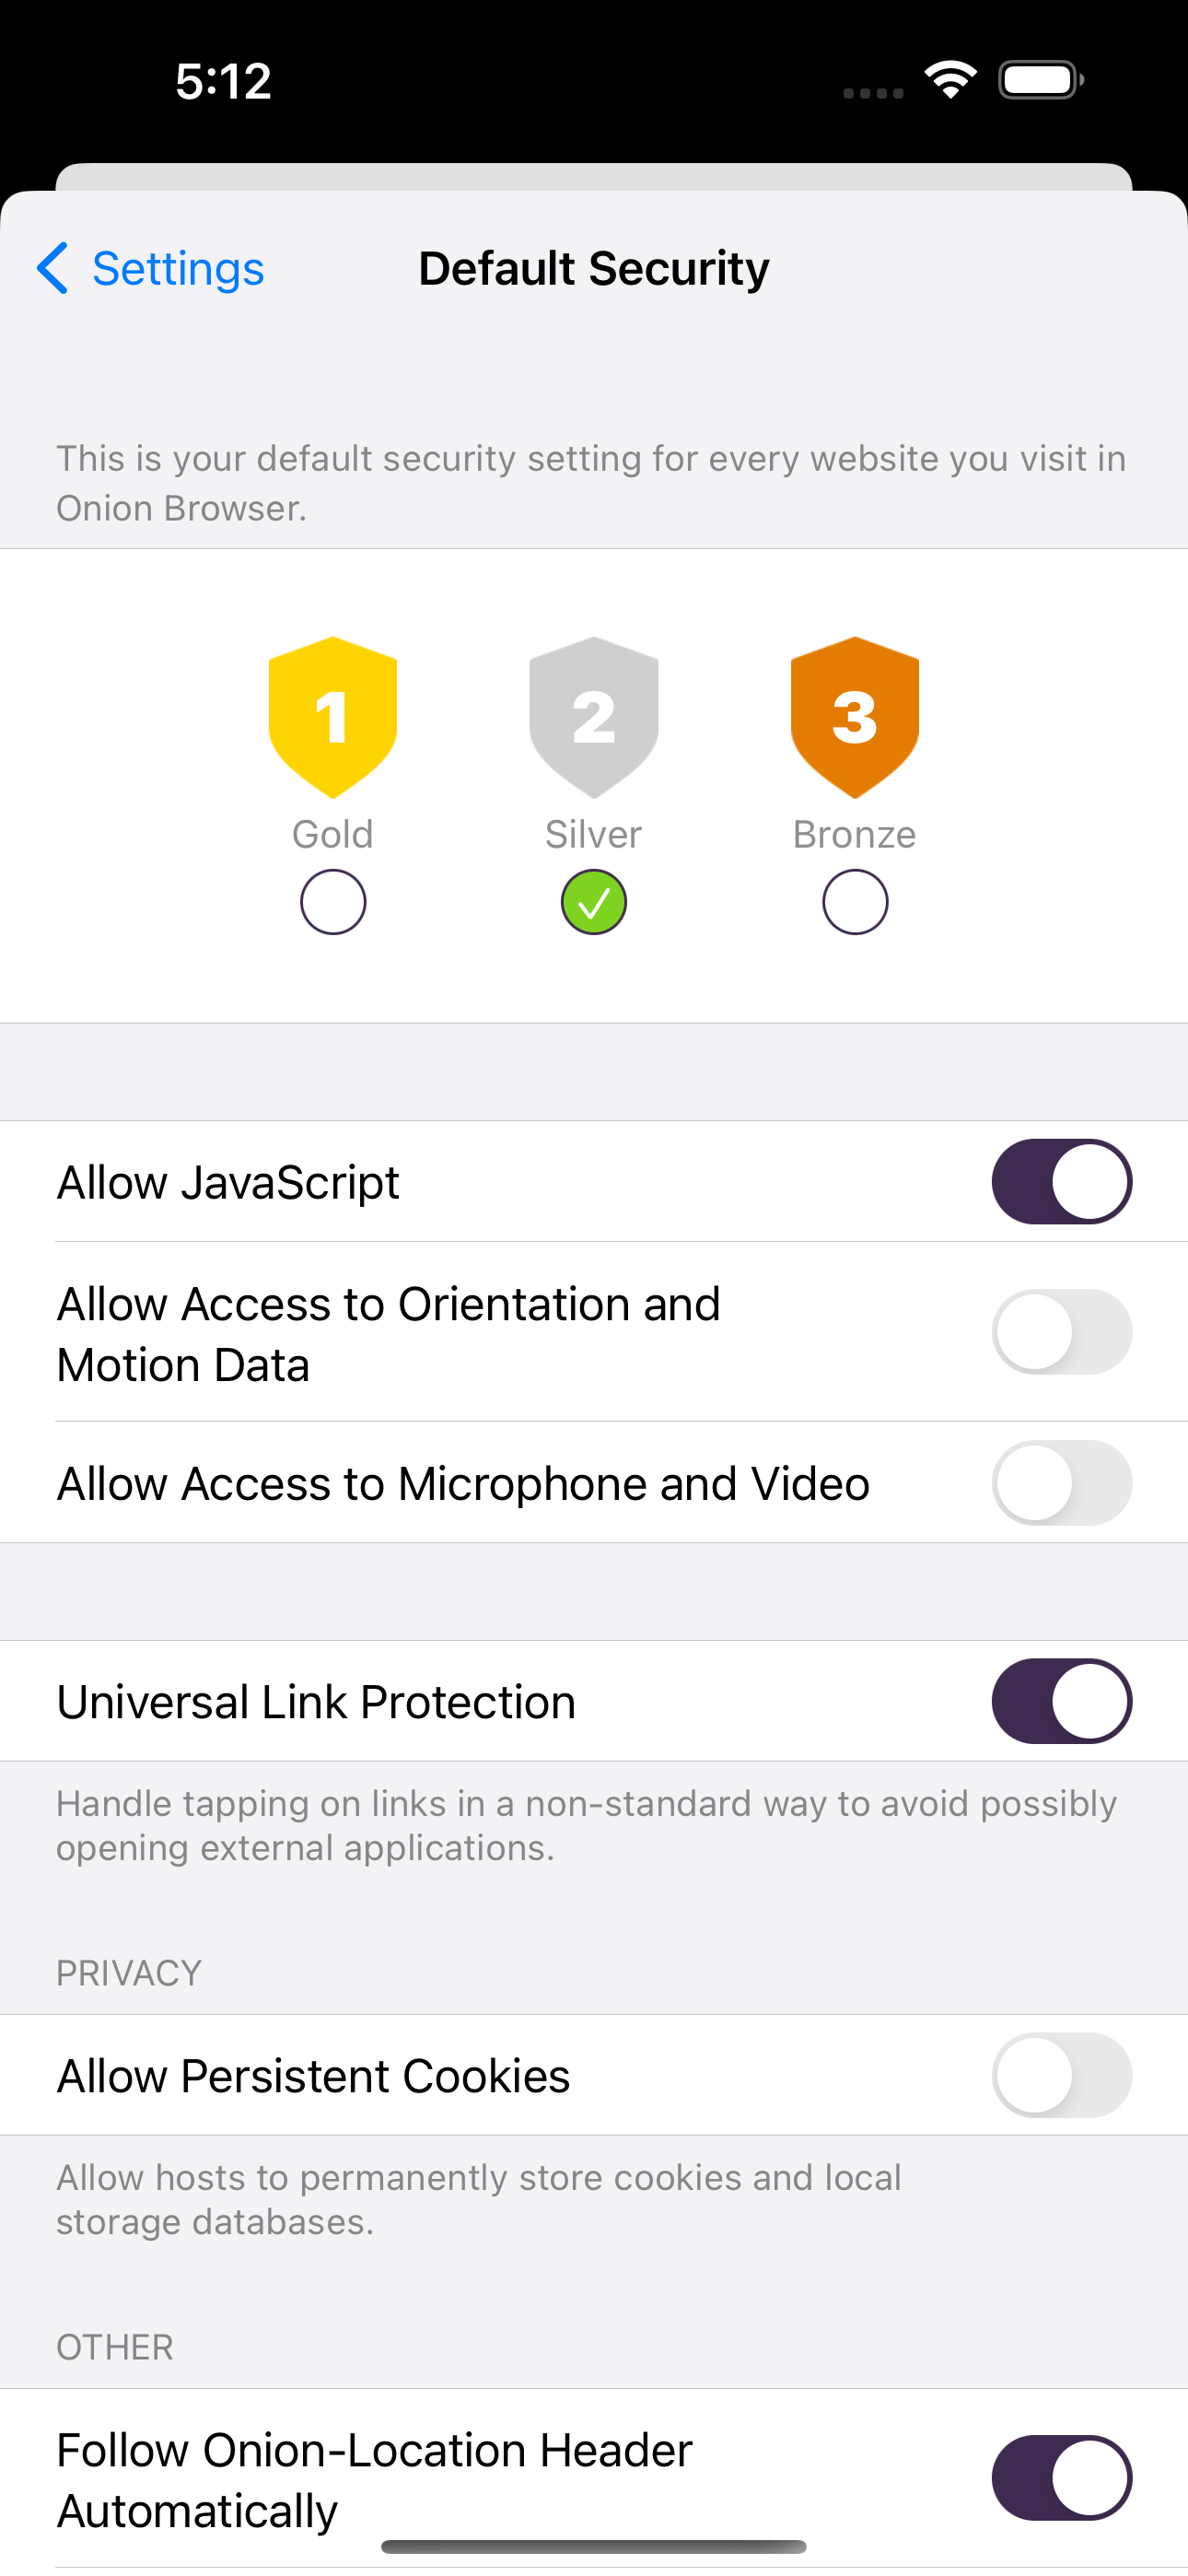 5:12
Settings
Default Security
This is your default security setting for every website you visit in
Onion Browser.
1
2
3
Gold
Silver
Bronze
Allow JavaScript
Allow Access to Orientation and
Motion Data
Allow Access to Microphone and Video
Universal Link Protection
Handle tapping on links in a non-standard way to avoid possibly
opening external applications.
PRIVACY
Allow Persistent Cookies
Allow hosts to permanently store cookies and local
storage databases.
OTHER
Follow Onion-Location Header
Automatically